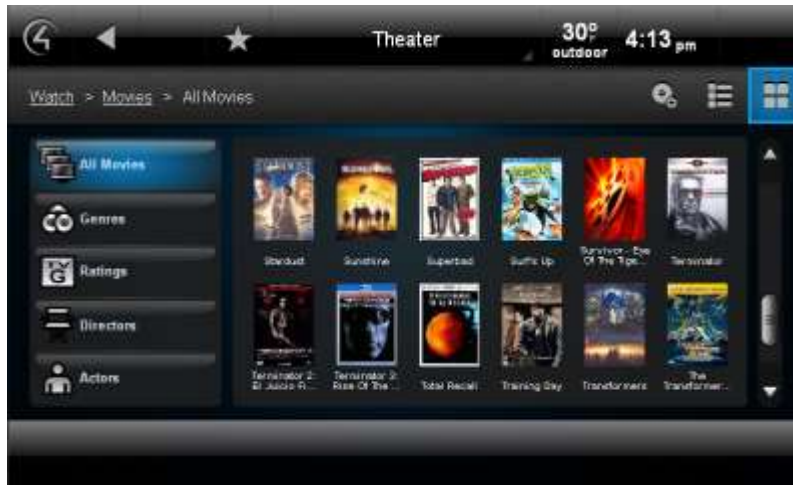 Theater
30°
outdoor
4:13 pm
Watch > Movies > All Movies
All Movies
Genres
Ratings
Directors
Actors
Stardust
Sunshine
Superbad
Surf's Up
Survivor - Eye
Of The Tige...
Terminator
Terminator 2:
El Juicio Fi...
Terminator 3:
Rise Of The ...
Total Recall
Training Day
Transformers
The
Transformer...